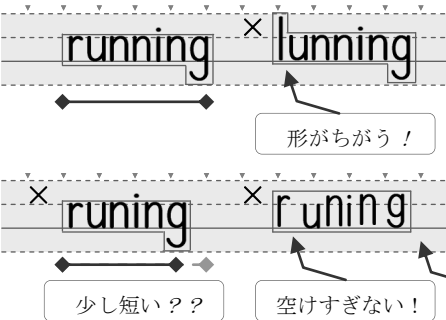 running × lunning
形がちがう！
× runing × r uning
少し短い？？ 空けすぎない！